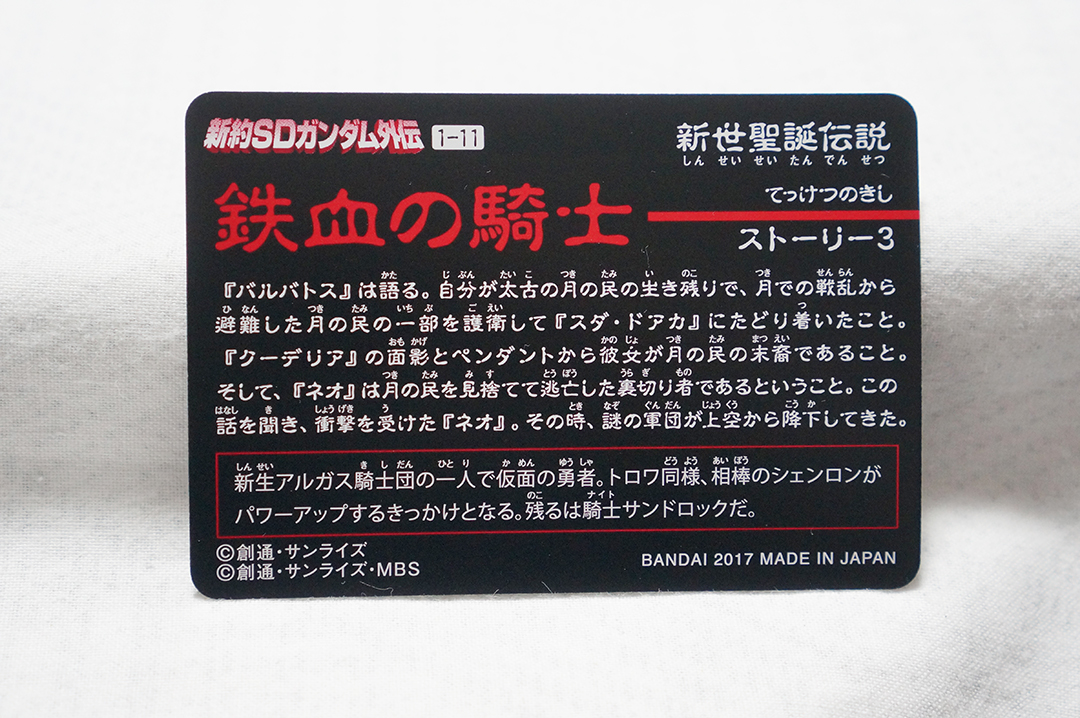 新約SDガンダム外伝 1-11
新世聖誕伝説
しん せい せい たん でん せつ
鉄血の騎士
てっけつのきし
ストーリー3
『バルバトス』は語る。自分が太古の月の民の生き残りで、月での戦乱から
避難した月の民の一部を護衛して『スダ・ドアカ』にたどり着いたこと。
『クーデリア』の面影とペンダントから彼女が月の民の末裔であること。
そして、『ネオ』は月の民を見捨てて逃亡した裏切り者であるということ。この
話を聞き、衝撃を受けた『ネオ』。その時、謎の軍団が上空から降下してきた。
新生アルガス騎士団の一人で仮面の勇者。トロワ同様、相棒のシェンロンが
パワーアップするきっかけとなる。残るは騎士サンドロックだ。
©創通・サンライズ
©創通・サンライズ・MBS
BANDAI 2017 MADE IN JAPAN